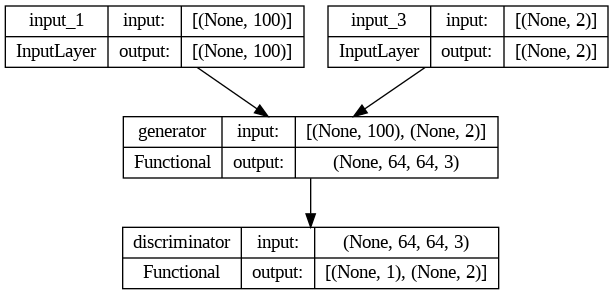 input_1 input: [(None, 100)]
InputLayer output: [(None, 100)]
input_3 input: [(None, 2)]
InputLayer output: [(None, 2)]
generator input: [(None, 100), (None, 2)]
Functional output: (None, 64, 64, 3)
discriminator input: (None, 64, 64, 3)
Functional output: [(None, 1), (None, 2)]